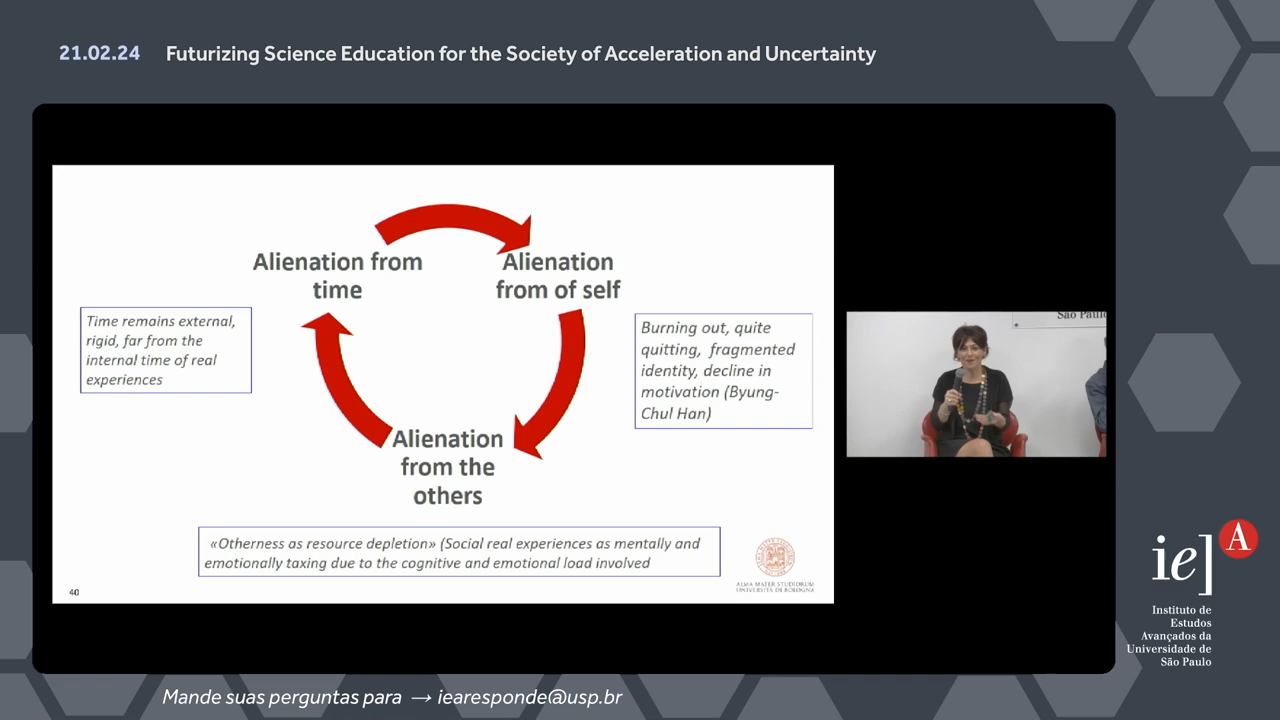 21.02.24 Futurizing Science Education for the Society of Acceleration and Uncertainty
Alienation from
time
Alienation
from of self
Time remains external,
rigid, far from the
internal time of real
experiences
Burning out, quite
quitting, fragmented
identity, decline in
motivation (Byung-
Chul Han)
Alienation
from the
others
«Otherness as resource depletion» (Social real experiences as mentally and
emotionally taxing due to the cognitive and emotional load involved
40
ALMA MATER STUDIORUM
UNIVERSITÀ DI BOLOGNA
São Paulo
iea
A
Instituto de
Estudos
Avançados da
Universidade de
São Paulo
Mande suas perguntas para → iearesponde@usp.br